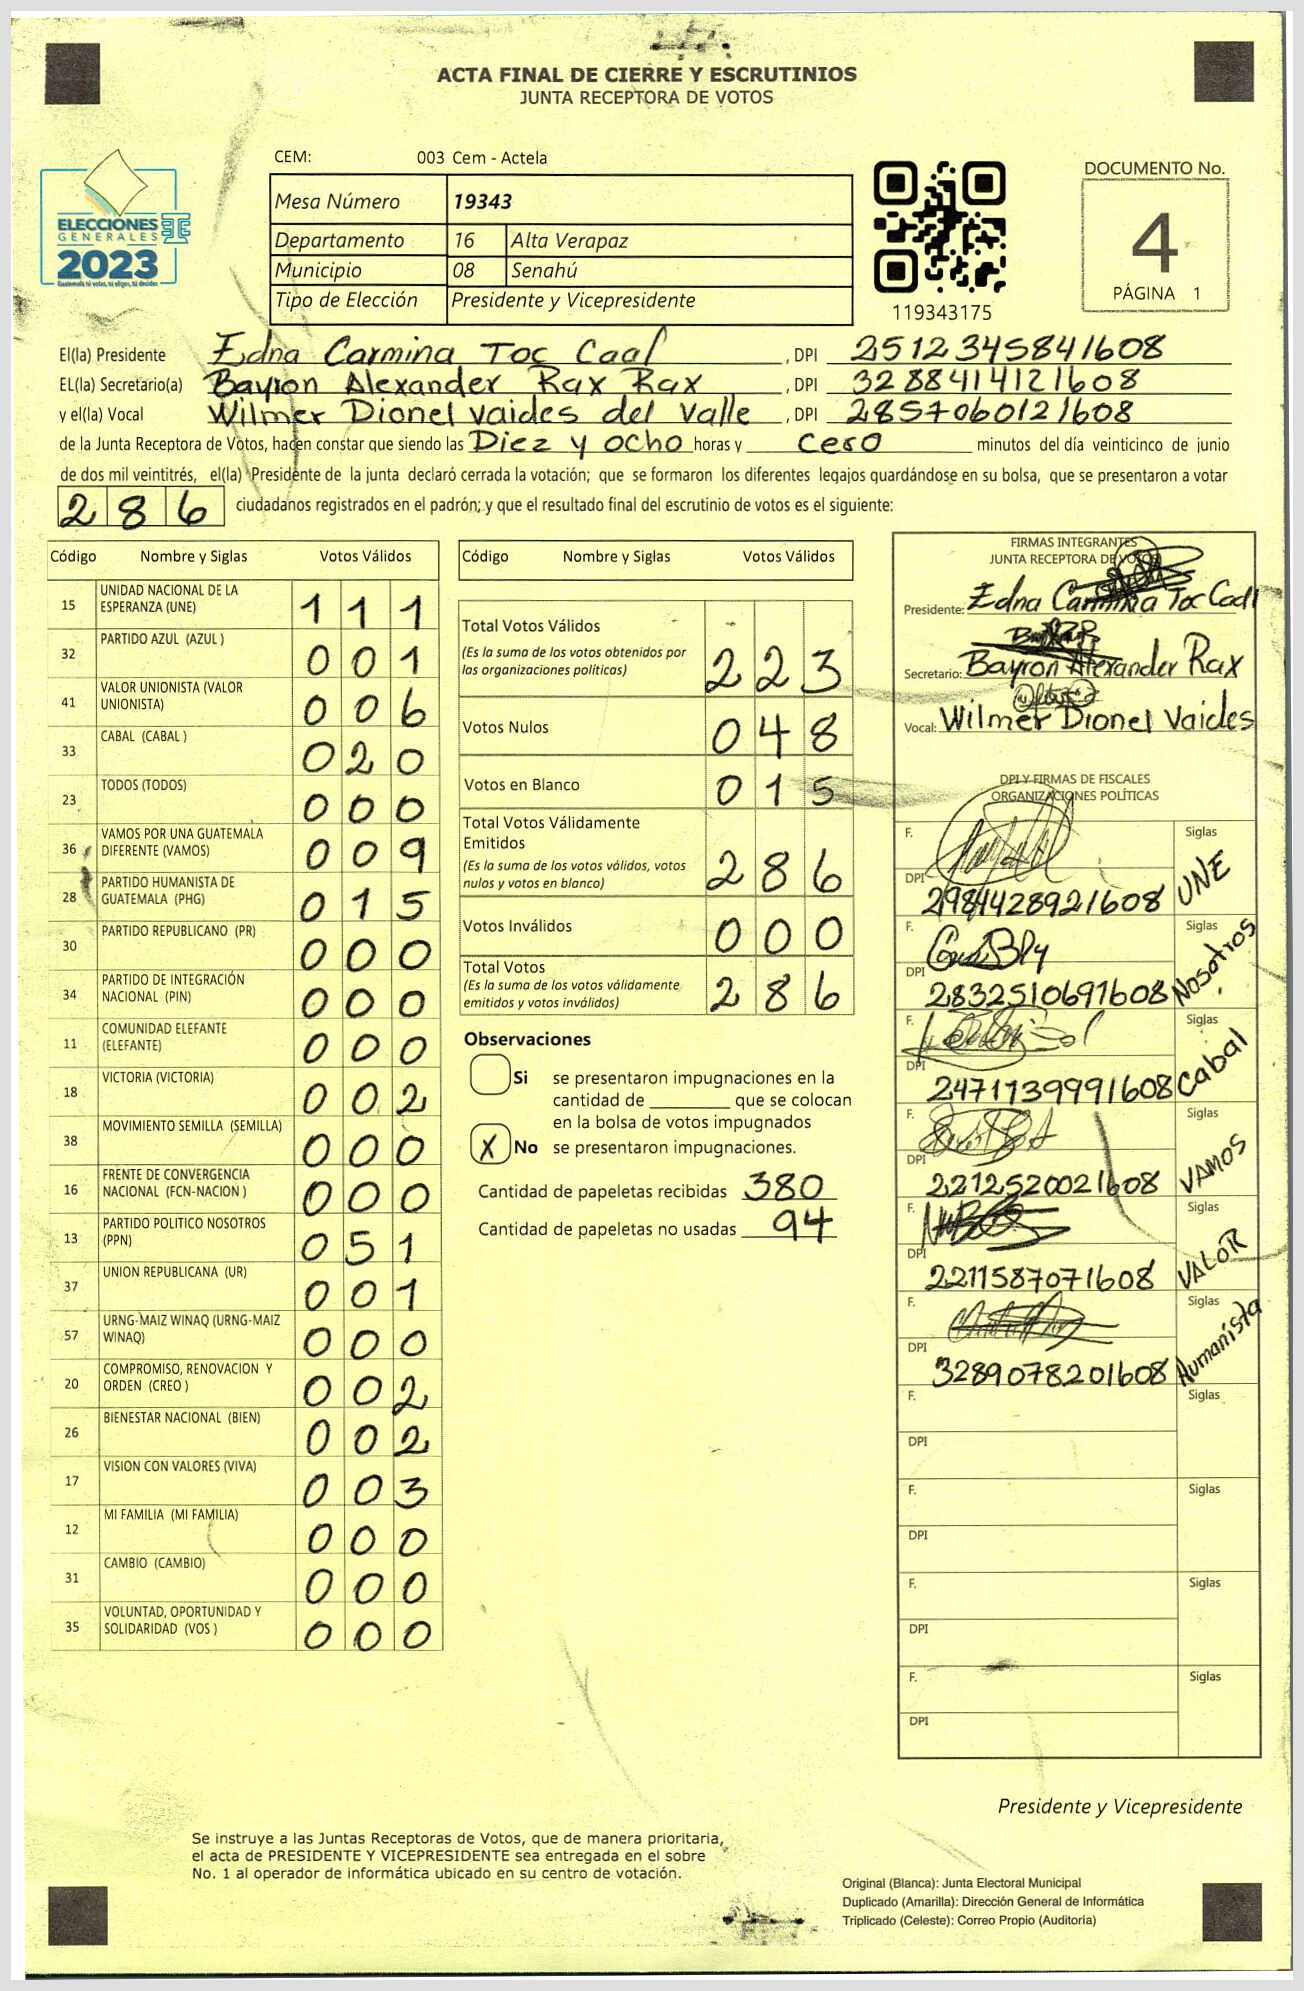 ACTA FINAL DE CIERRE Y ESCRUTINIOS
JUNTA RECEPTORA DE VOTOS
CEM: 003 Cem - Actela
ELECCIONES
GENERALES
2023
Guatemala tú votas, tú eliges, tú decides
Mesa Número 19343
Departamento 16 Alta Verapaz
Municipio 08 Senahú
Tipo de Elección Presidente y Vicepresidente
119343175
DOCUMENTO No.
4
PÁGINA 1
El(la) Presidente Edna Carmina Toc Caal, DPI 2512345841608
EL(la) Secretario(a) Bayron Alexander Rax Rax, DPI 3288414121608
y el(la) Vocal Wilmer Dionel Vaides del Valle, DPI 2857060121608
de la Junta Receptora de Votos, hacen constar que siendo las Diez y ocho horas y cero minutos del día veinticinco de junio
de dos mil veintitrés, el(la) Presidente de la junta declaró cerrada la votación; que se formaron los diferentes legajos guardándose en su bolsa, que se presentaron a votar
286 ciudadanos registrados en el padrón; y que el resultado final del escrutinio de votos es el siguiente:
Código Nombre y Siglas Votos Válidos
15 UNIDAD NACIONAL DE LA
ESPERANZA (UNE) 111
32 PARTIDO AZUL (AZUL ) 001
41 VALOR UNIONISTA (VALOR
UNIONISTA) 006
33 CABAL (CABAL ) 020
23 TODOS (TODOS) 000
36 VAMOS POR UNA GUATEMALA
DIFERENTE (VAMOS) 009
28 PARTIDO HUMANISTA DE
GUATEMALA (PHG) 015
30 PARTIDO REPUBLICANO (PR) 000
34 PARTIDO DE INTEGRACIÓN
NACIONAL (PIN) 000
11 COMUNIDAD ELEFANTE
(ELEFANTE) 000
18 VICTORIA (VICTORIA) 002
38 MOVIMIENTO SEMILLA (SEMILLA) 000
16 FRENTE DE CONVERGENCIA
NACIONAL (FCN-NACION ) 000
13 PARTIDO POLITICO NOSOTROS
(PPN) 051
37 UNION REPUBLICANA (UR) 001
57 URNG-MAIZ WINAQ (URNG-MAIZ
WINAQ) 000
20 COMPROMISO, RENOVACION Y
ORDEN (CREO ) 002
26 BIENESTAR NACIONAL (BIEN) 002
17 VISION CON VALORES (VIVA) 003
12 MI FAMILIA (MI FAMILIA) 000
31 CAMBIO (CAMBIO) 000
35 VOLUNTAD, OPORTUNIDAD Y
SOLIDARIDAD (VOS ) 000
Código Nombre y Siglas Votos Válidos
Total Votos Válidos
(Es la suma de los votos obtenidos por
las organizaciones políticas) 223
Votos Nulos 048
Votos en Blanco 015
Total Votos Válidamente
Emitidos
(Es la suma de los votos válidos, votos
nulos y votos en blanco) 286
Votos Inválidos 000
Total Votos
(Es la suma de los votos válidamente
emitidos y votos inválidos) 286
Observaciones
Si se presentaron impugnaciones en la
cantidad de ________ que se colocan
en la bolsa de votos impugnados
X No se presentaron impugnaciones.
Cantidad de papeletas recibidas 380
Cantidad de papeletas no usadas 94
FIRMAS INTEGRANTES
JUNTA RECEPTORA DE VOTOS
Presidente: Edna Carmina Toc Caal
Secretario: Bayron Alexander Rax
Vocal: Wilmer Dionel Vaides
DPI Y FIRMAS DE FISCALES
ORGANIZACIONES POLÍTICAS
F. Siglas
DPI 2984428921608 UNE
F. Siglas
DPI 2832510691608 Nosotros
F. Siglas
DPI 2471739991608 Cabal
F. Siglas
DPI 2212520021608 VAMOS
F. Siglas
DPI 2211587071608 VALOR
F. Siglas
DPI 3289078201608 Humanista
F. Siglas
DPI
F. Siglas
DPI
F. Siglas
DPI
F. Siglas
DPI
Presidente y Vicepresidente
Se instruye a las Juntas Receptoras de Votos, que de manera prioritaria,
el acta de PRESIDENTE Y VICEPRESIDENTE sea entregada en el sobre
No. 1 al operador de informática ubicado en su centro de votación.
Original (Blanca): Junta Electoral Municipal
Duplicado (Amarilla): Dirección General de Informática
Triplicado (Celeste): Correo Propio (Auditoría)